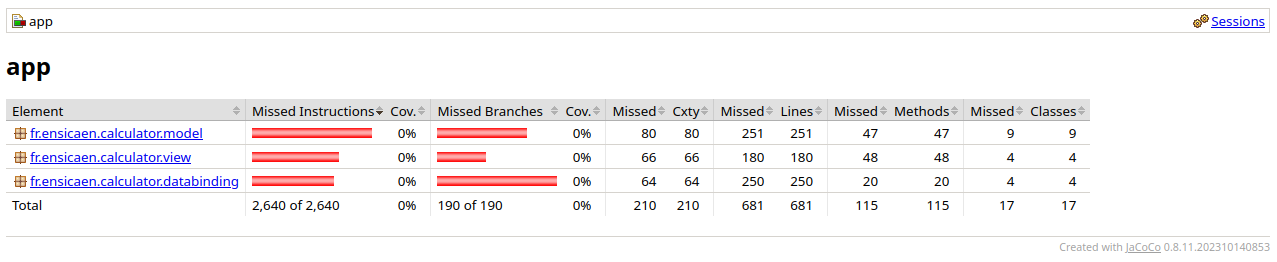 app Sessions
app
Element Missed Instructions Cov. Missed Branches Cov. Missed Cxty Missed Lines Missed Methods Missed Classes
fr.ensicaen.calculator.model 0% 0% 80 80 251 251 47 47 9 9
fr.ensicaen.calculator.view 0% 0% 66 66 180 180 48 48 4 4
fr.ensicaen.calculator.databinding 0% 0% 64 64 250 250 20 20 4 4
Total 2,640 of 2,640 0% 190 of 190 0% 210 210 681 681 115 115 17 17
Created with JaCoCo 0.8.11.202310140853